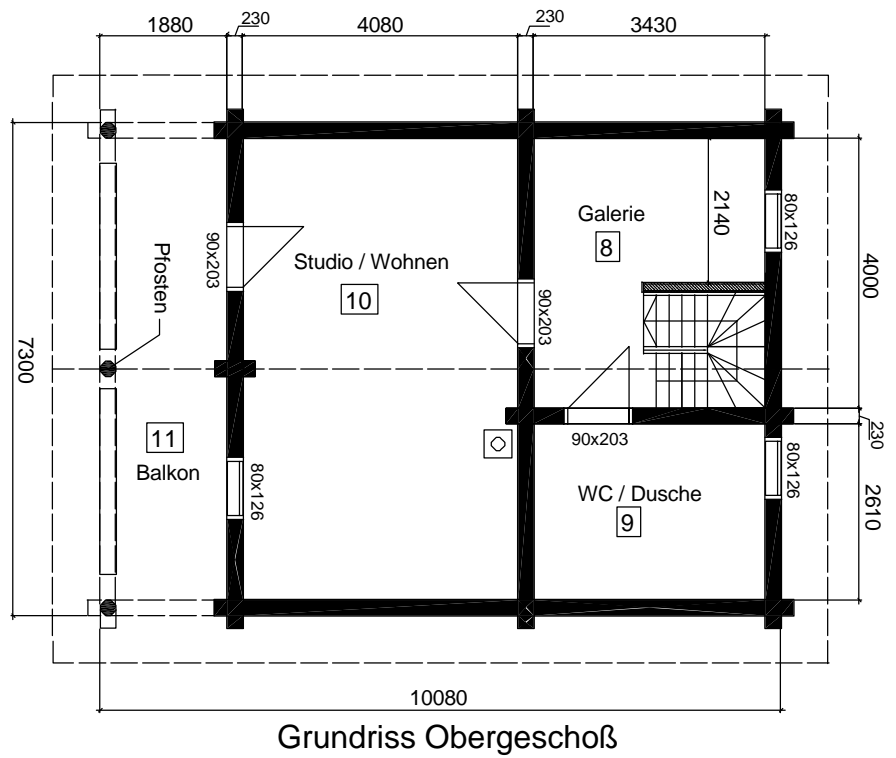 1880
230
4080
230
3430
7300
Pfosten
90x203
Studio / Wohnen
10
90x203
Galerie
8
2140
80x126
4000
230
2610
11
Balkon
80x126
90x203
WC / Dusche
9
80x126
10080
Grundriss Obergeschoß